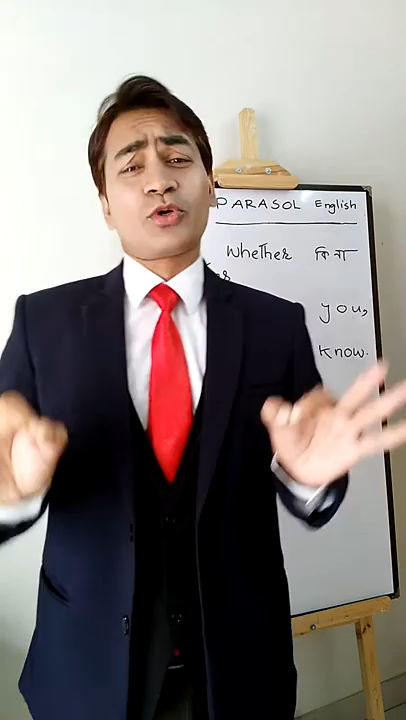 PARASOL English
Whether কি না
you,
know.